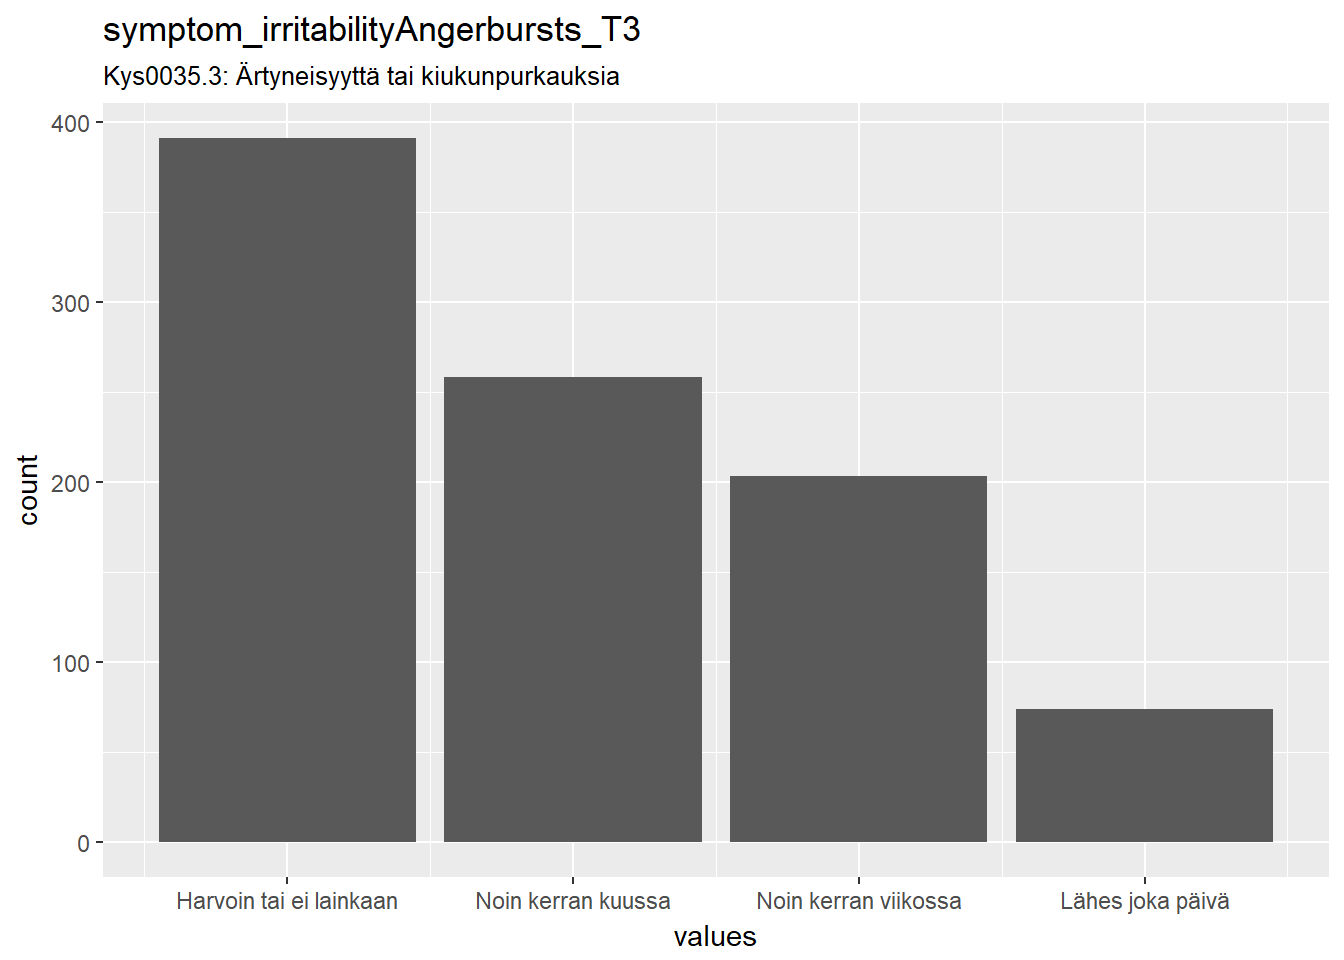 symptom_irritabilityAngerbursts_T3
Kys0035.3: Ärtyneisyyttä tai kiukunpurkauksia
400
300
200
100
0
count
Harvoin tai ei lainkaan
Noin kerran kuussa
Noin kerran viikossa
Lähes joka päivä
values